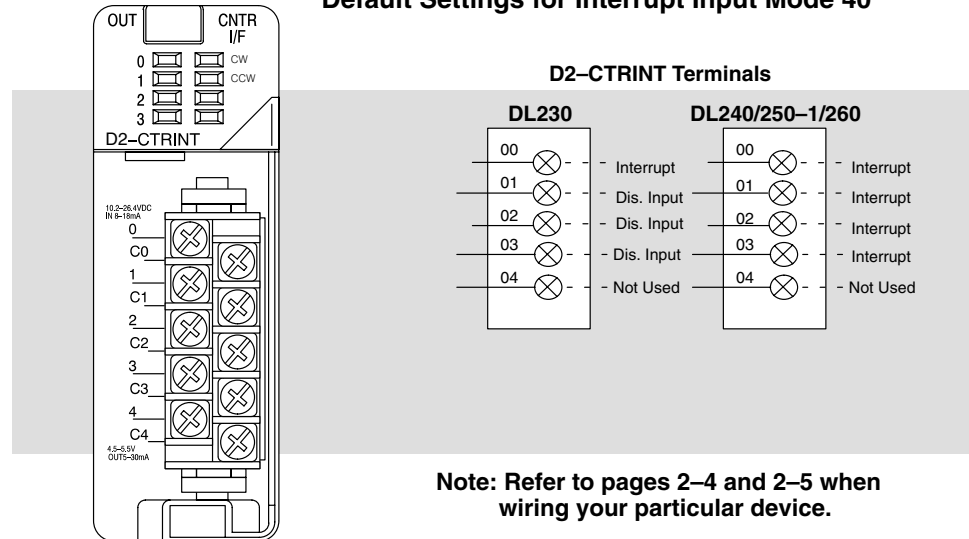 Default Settings for Interrupt Input Mode 40
OUT CNTR
I/F
0 CW
1 CCW
2
3
D2–CTRINT
10.2–26.4VDC
IN 8–18mA
0
C0
1
C1
2
C2
3
C3
4
C4
4.5–5.5V
OUT5–30mA
D2–CTRINT Terminals
DL230
00 Interrupt
01 Dis. Input
02 Dis. Input
03 Dis. Input
04 Not Used
DL240/250–1/260
00 Interrupt
01 Interrupt
02 Interrupt
03 Interrupt
04 Not Used
Note: Refer to pages 2–4 and 2–5 when
wiring your particular device.